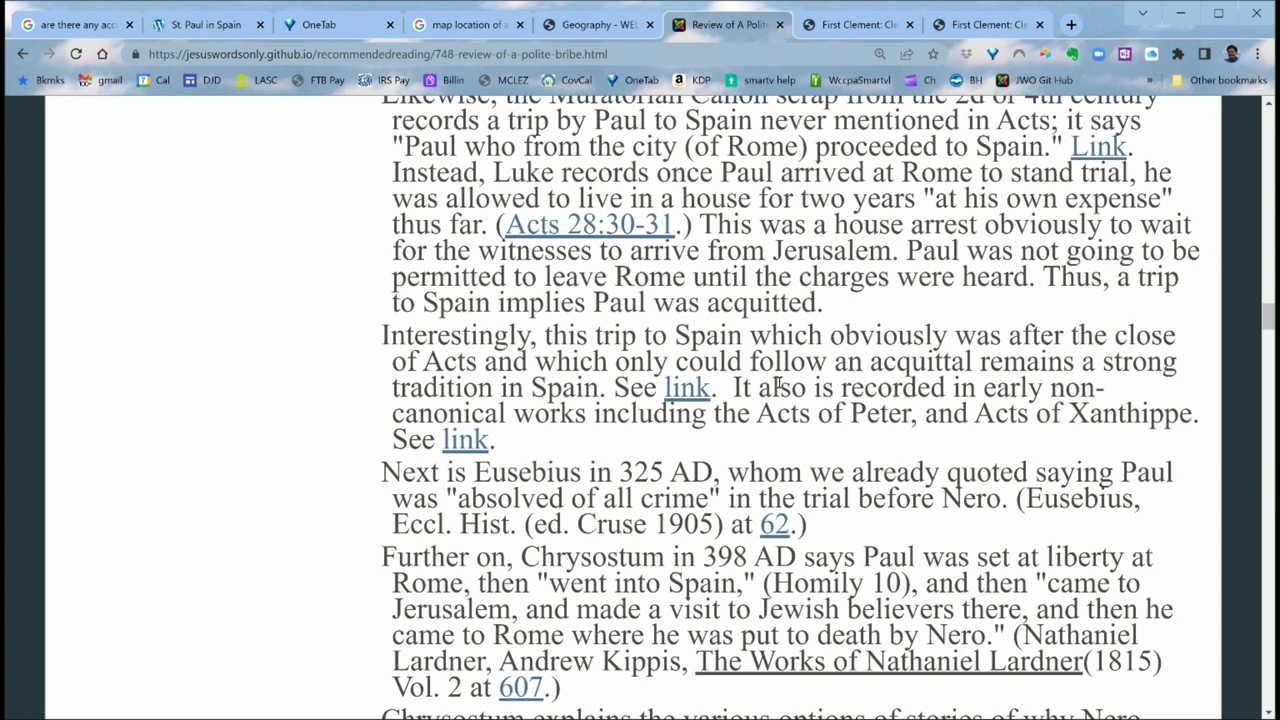 are there any acc
St. Paul in Spain
OneTab
map location of a
Geography - WEL
Review of A Polit
First Clement: Cle
First Clement: Cle
https://jesuswordsonly.github.io/recommendedreading/748-review-of-a-polite-bribe.html
Bkmks
gmail
Cal
DJD
LASC
FTB Pay
IRS Pay
Billin
MCLEZ
CovCal
OneTab
KDP
smarty help
WccpaSmartyl
Ch
BH
JWO Git Hub
»
Other bookmarks
Likewise, the Muratorian Canon scrap from the 2d or 4th century
records a trip by Paul to Spain never mentioned in Acts; it says
"Paul who from the city (of Rome) proceeded to Spain." Link.
Instead, Luke records once Paul arrived at Rome to stand trial, he
was allowed to live in a house for two years "at his own expense"
thus far. (Acts 28:30-31.) This was a house arrest obviously to wait
for the witnesses to arrive from Jerusalem. Paul was not going to be
permitted to leave Rome until the charges were heard. Thus, a trip
to Spain implies Paul was acquitted.
Interestingly, this trip to Spain which obviously was after the close
of Acts and which only could follow an acquittal remains a strong
tradition in Spain. See link. It also is recorded in early non-
canonical works including the Acts of Peter, and Acts of Xanthippe.
See link.
Next is Eusebius in 325 AD, whom we already quoted saying Paul
was "absolved of all crime" in the trial before Nero. (Eusebius,
Eccl. Hist. (ed. Cruse 1905) at 62.)
Further on, Chrysostum in 398 AD says Paul was set at liberty at
Rome, then "went into Spain," (Homily 10), and then "came to
Jerusalem, and made a visit to Jewish believers there, and then he
came to Rome where he was put to death by Nero." (Nathaniel
Lardner, Andrew Kippis, The Works of Nathaniel Lardner(1815)
Vol. 2 at 607.)
Chrysostom explains the various options of stories of why Nero